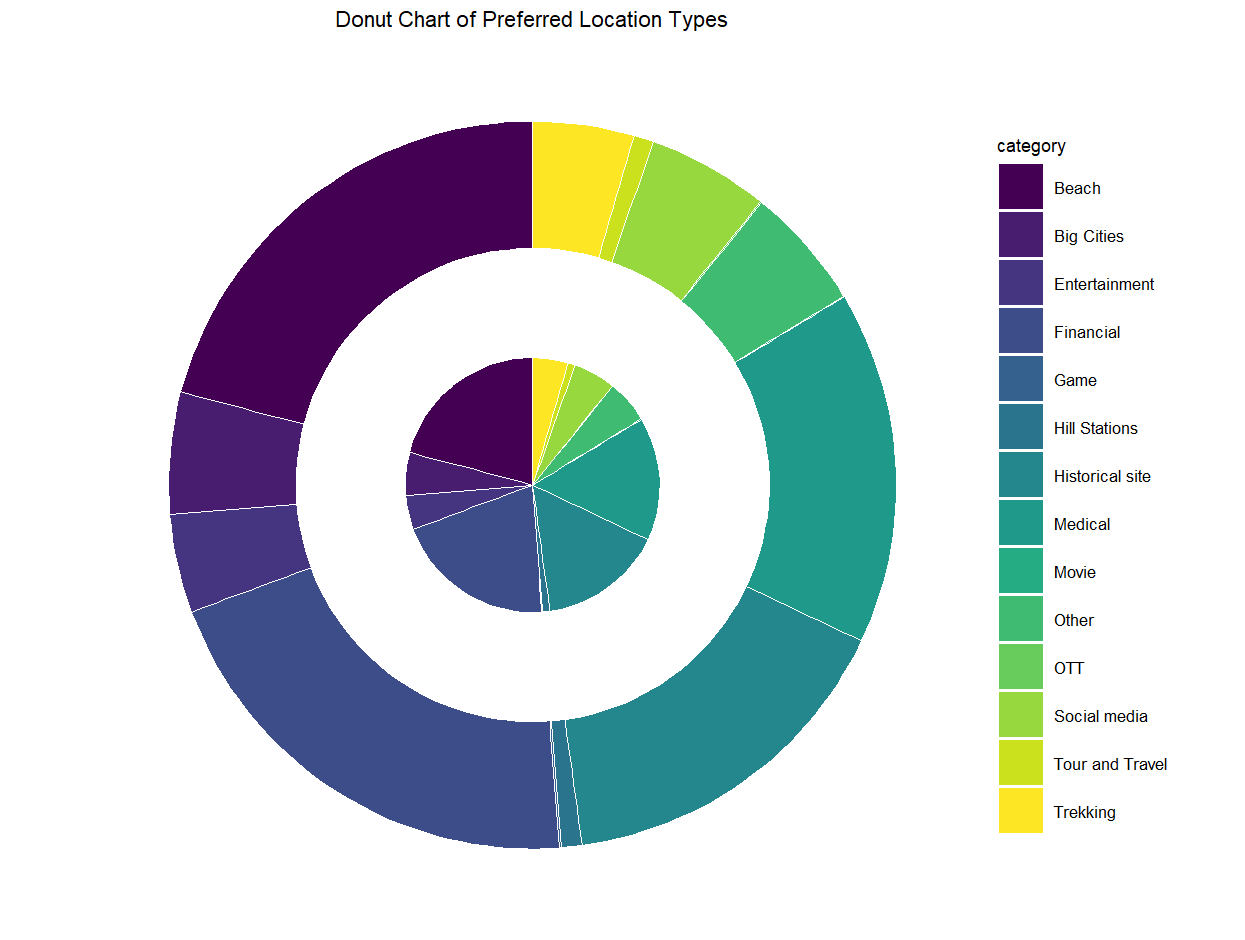 Donut Chart of Preferred Location Types
category
Beach
Big Cities
Entertainment
Financial
Game
Hill Stations
Historical site
Medical
Movie
Other
OTT
Social media
Tour and Travel
Trekking